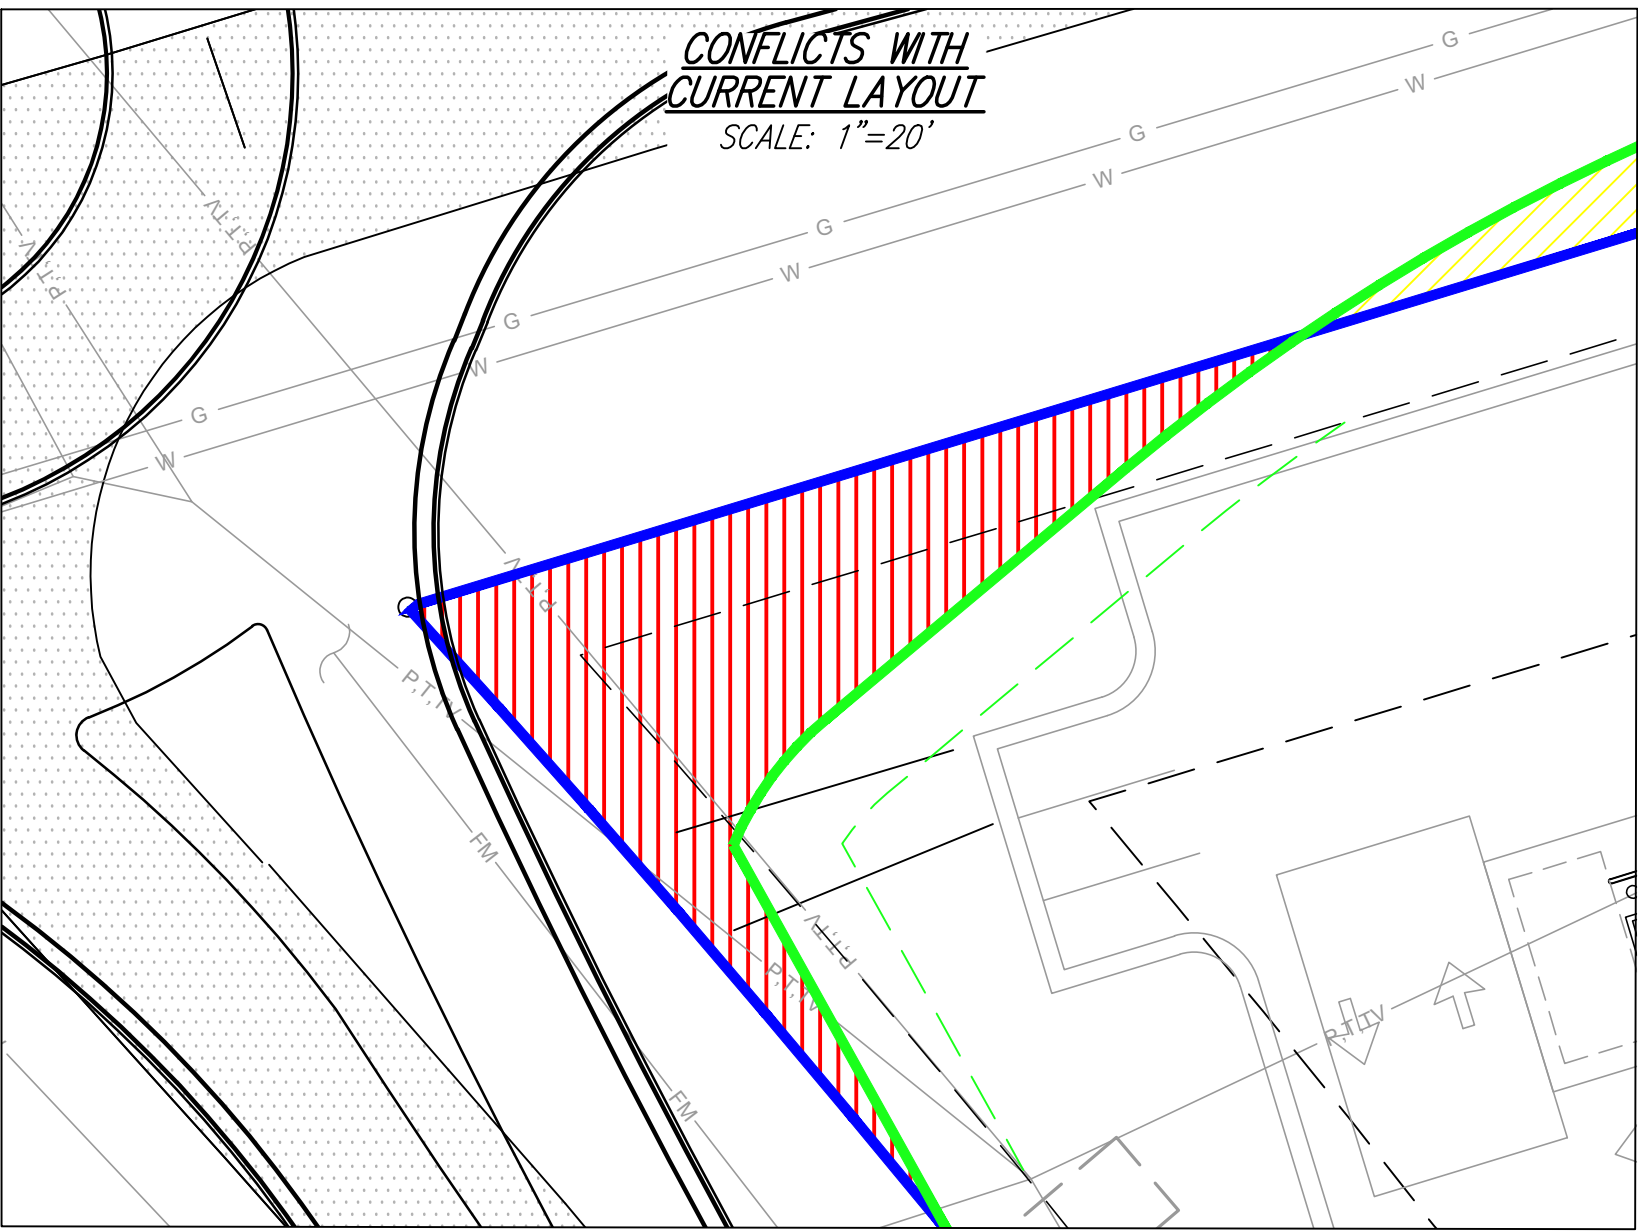 CONFLICTS WITH
CURRENT LAYOUT
SCALE: 1"=20'
G
W
G
W
G
W
P,T,TV
P,T,TV
G
W
G
W
P,T,TV
P,T,TV
FM
P,T,TV
P,T,TV
P,T,TV
FM